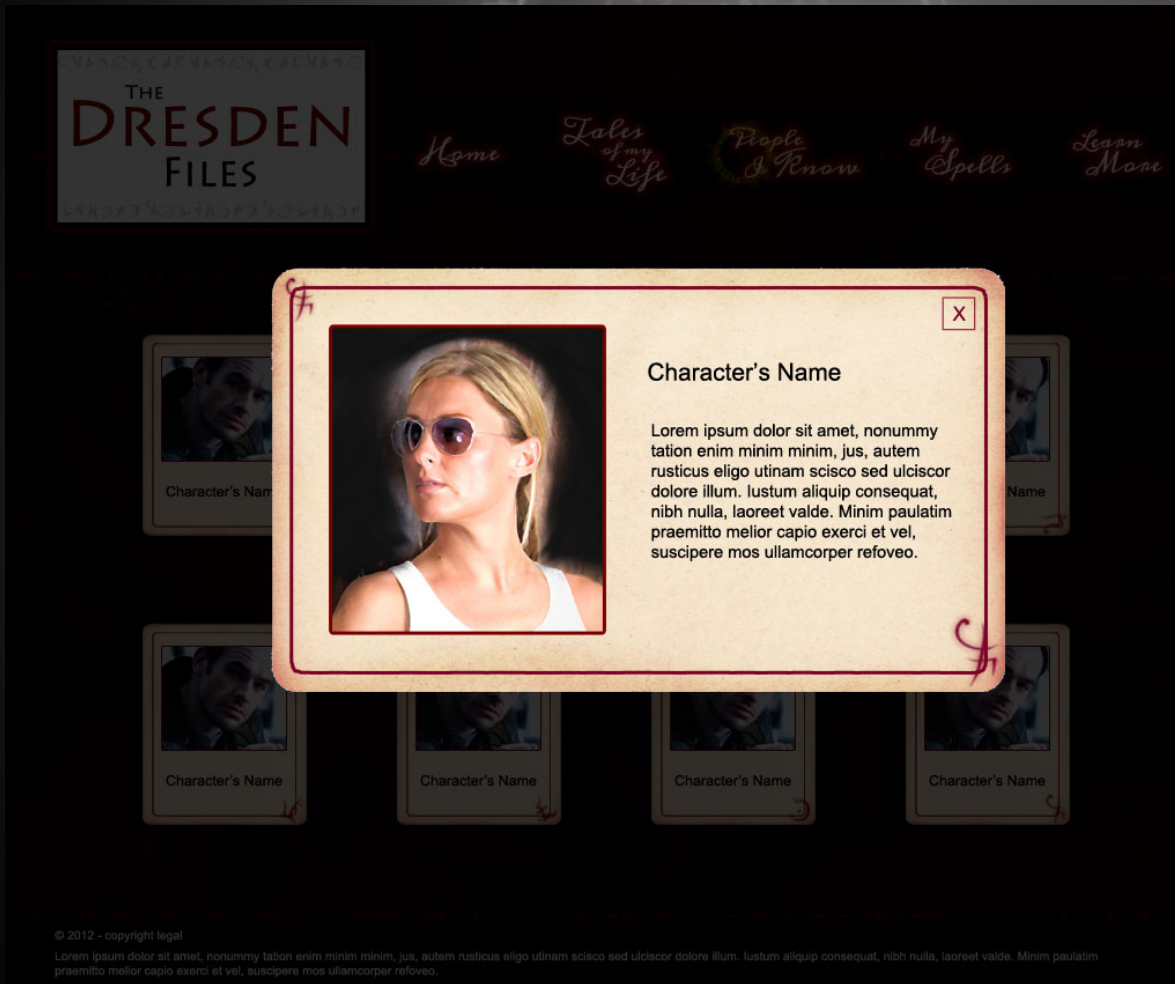 THE
DRESDEN
FILES
Home
Tales
of my
Life
People
I Know
My
Spells
Learn
More
X
Character's Name
Lorem ipsum dolor sit amet, nonummy
tation enim minim minim, jus, autem
rusticus eligo utinam scisco sed ulciscor
dolore illum. Iustum aliquip consequat,
nibh nulla, laoreet valde. Minim paulatim
praemitto melior capio exerci et vel,
suscipere mos ullamcorper refoveo.
Character's Nam
Name
Character's Name
Character's Name
Character's Name
Character's Name
© 2012 - copyright legal
Lorem ipsum dolor sit amet, nonummy tation enim minim minim, jus, autem rusticus eligo utinam scisco sed ulciscor dolore illum. Iustum aliquip consequat, nibh nulla, laoreet valde. Minim paulatim
praemitto melior capio exerci et vel, suscipere mos ullamcorper refoveo.